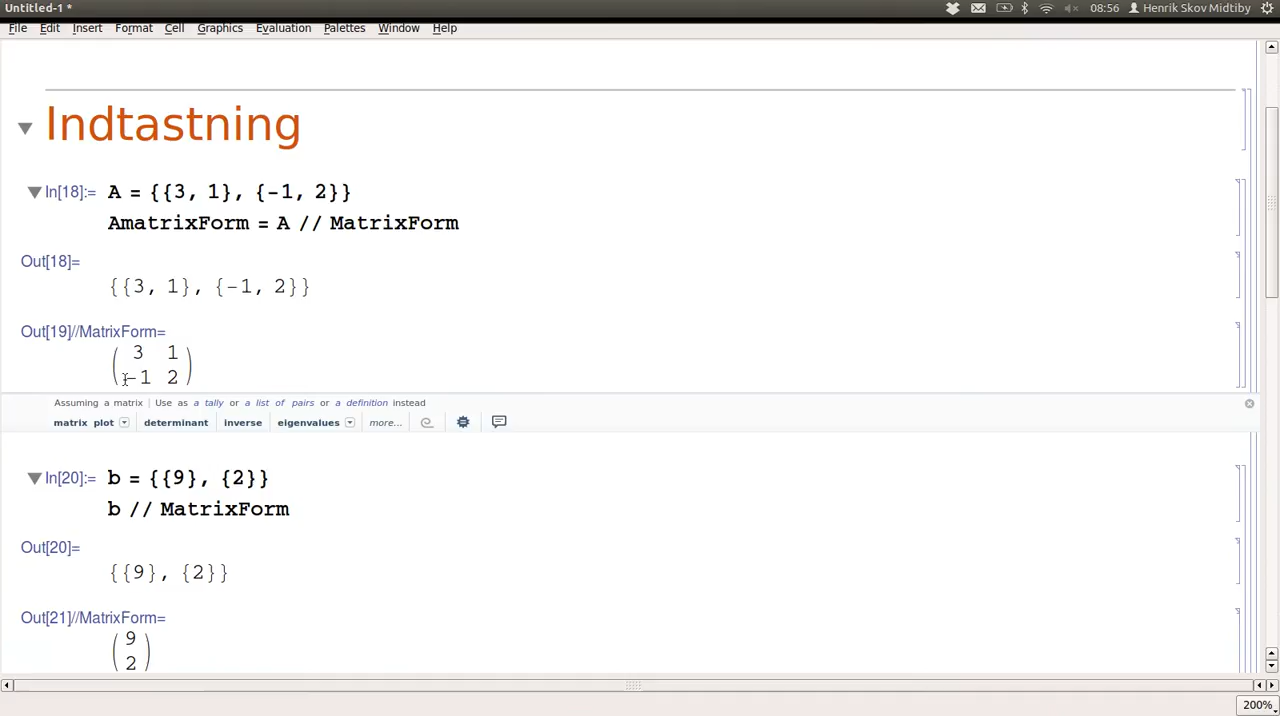 Untitled-1 * 08:56 Henrik Skov Midtiby
File Edit Insert Format Cell Graphics Evaluation Palettes Window Help
Indtastning
In[18]:= A = {{3, 1}, {-1, 2}}
AmatrixForm = A // MatrixForm
Out[18]=
{{3, 1}, {-1, 2}}
Out[19]//MatrixForm=
3 1
-1 2
Assuming a matrix | Use as a tally or a list of pairs or a definition instead
matrix plot determinant inverse eigenvalues more...
In[20]:= b = {{9}, {2}}
b // MatrixForm
Out[20]=
{{9}, {2}}
Out[21]//MatrixForm=
9
2
200%